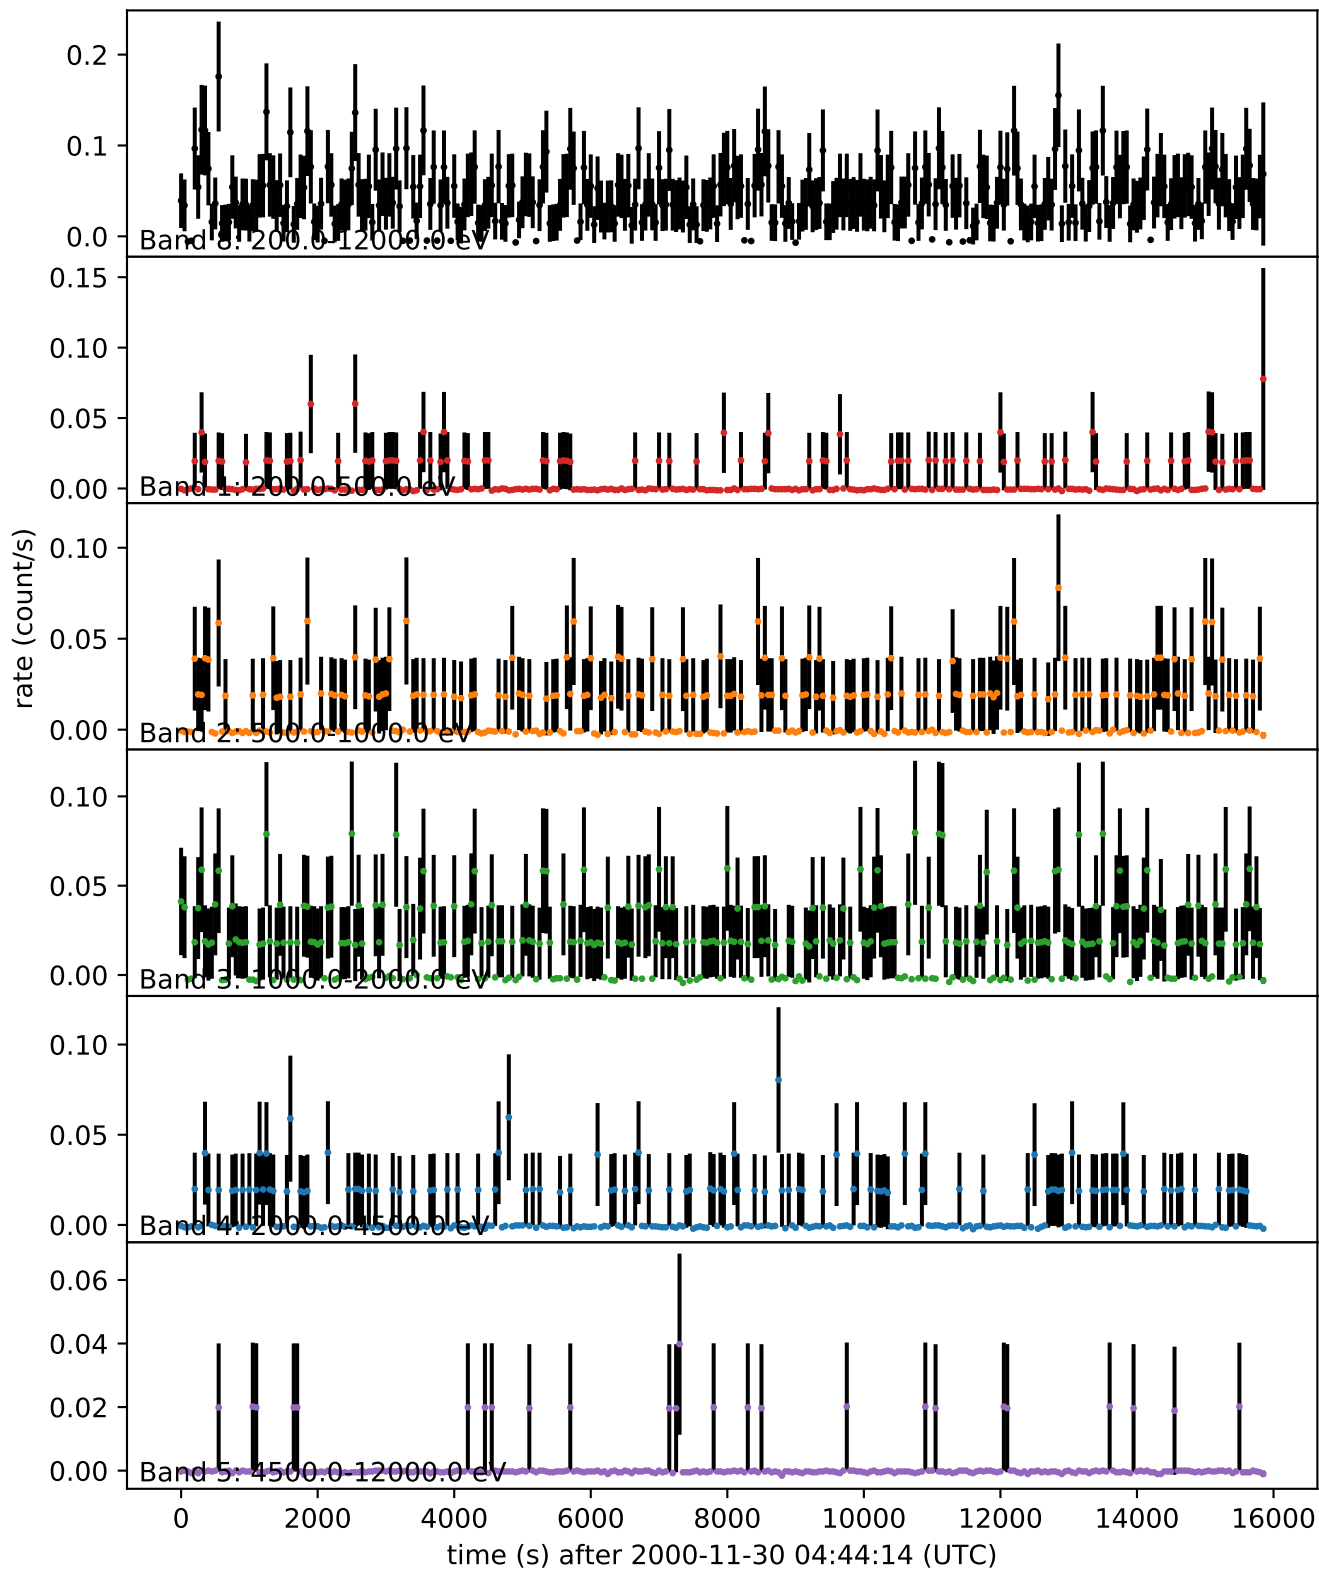 0.2
0.1
0.0
Band 8: 200.0-12000.0 eV
0.15
0.10
0.05
0.00
Band 1: 200.0-500.0 eV
0.10
0.05
0.00
Band 2: 500.0-1000.0 eV
rate (count/s)
0.10
0.05
0.00
Band 3: 1000.0-2000.0 eV
0.10
0.05
0.00
Band 4: 2000.0-4500.0 eV
0.06
0.04
0.02
0.00
Band 5: 4500.0-12000.0 eV
0 2000 4000 6000 8000 10000 12000 14000 16000
time (s) after 2000-11-30 04:44:14 (UTC)